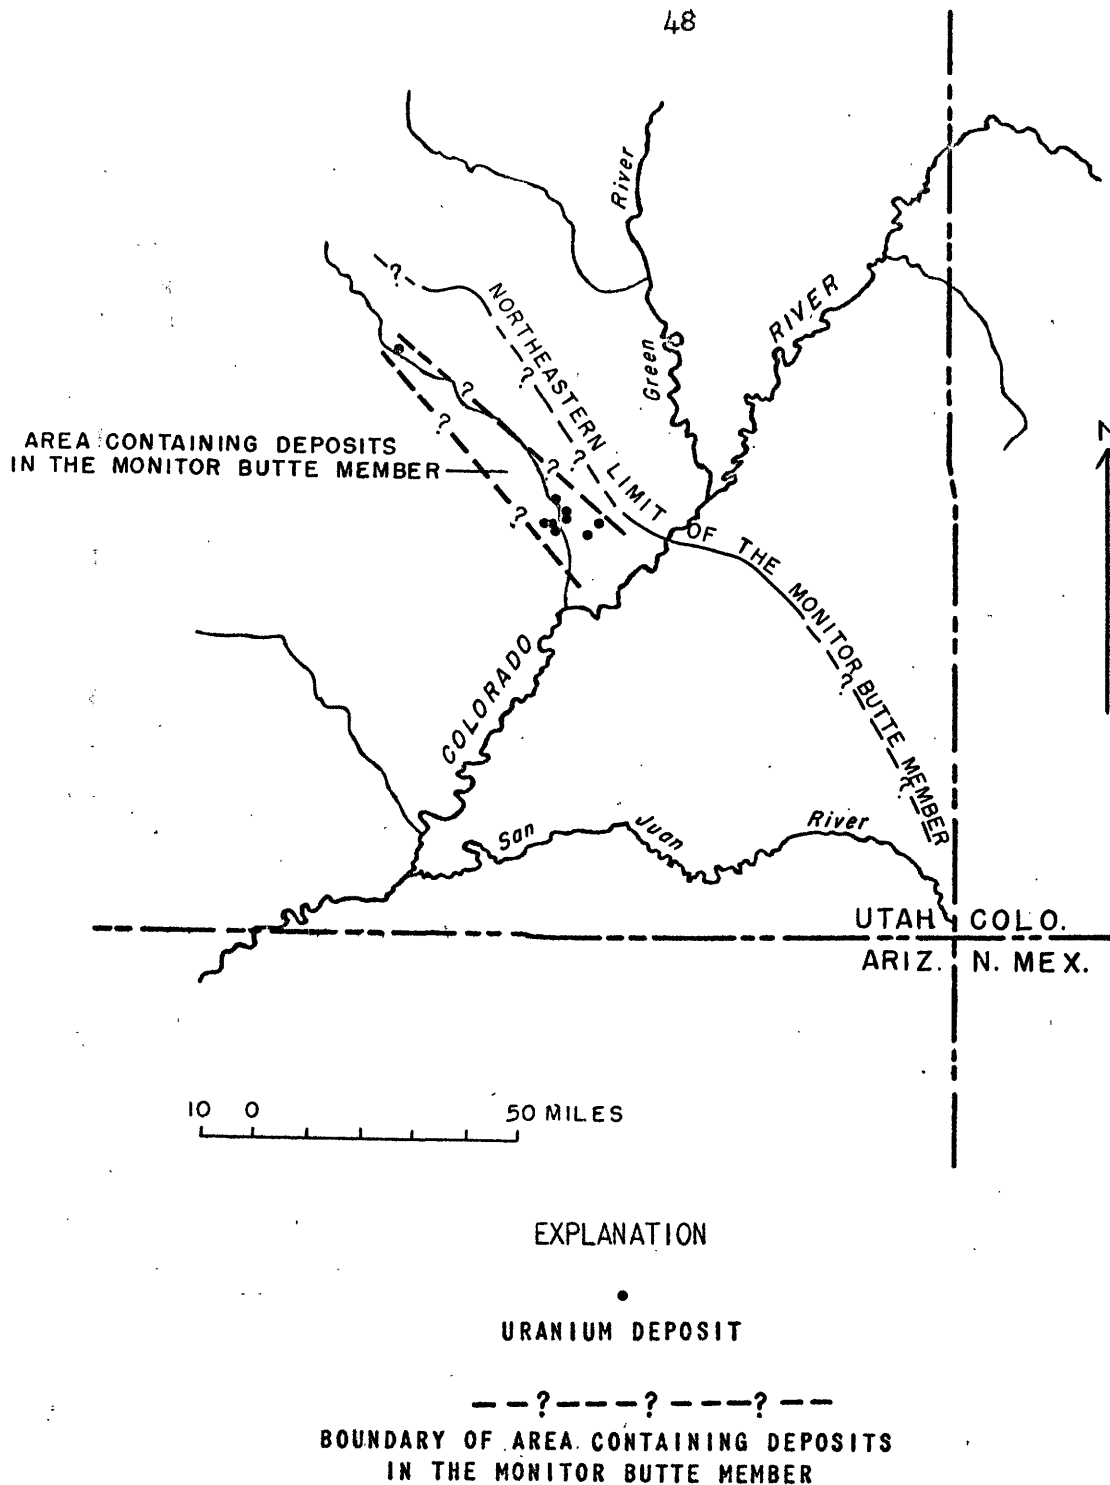 48
River
Green
RIVER
NORTHEASTERN LIMIT OF THE MONITOR BUTTE MEMBER
?
?
?
?
?
?
?
?
?
AREA CONTAINING DEPOSITS
IN THE MONITOR BUTTE MEMBER
N
COLORADO
San Juan River
UTAH COLO.
ARIZ. N. MEX.
10 0 50 MILES
EXPLANATION
URANIUM DEPOSIT
? ? ?
BOUNDARY OF AREA CONTAINING DEPOSITS
IN THE MONITOR BUTTE MEMBER